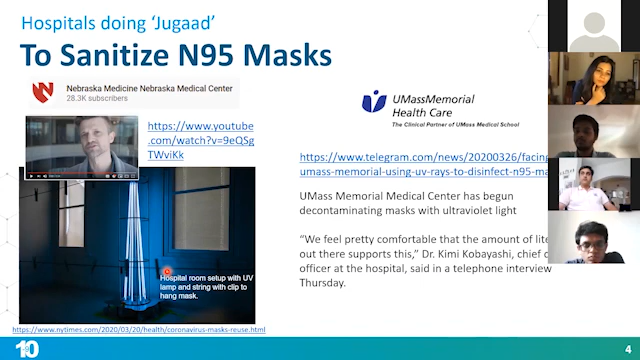 Hospitals doing ‘Jugaad’
To Sanitize N95 Masks
Nebraska Medicine Nebraska Medical Center
28.3K subscribers
https://www.youtube
.com/watch?v=9eQSg
TWviKk
Hospital room setup with UV
lamp and string with clip to
hang mask.
https://www.nytimes.com/2020/03/20/health/coronavirus-masks-reuse.html
UMassMemorial
Health Care
The Clinical Partner of UMass Medical School
https://www.telegram.com/news/20200326/facing
umass-memorial-using-uv-rays-to-disinfect-n95-ma
UMass Memorial Medical Center has begun
decontaminating masks with ultraviolet light
“We feel pretty comfortable that the amount of lite
out there supports this,” Dr. Kimi Kobayashi, chief
officer at the hospital, said in a telephone interview
Thursday.
10
4